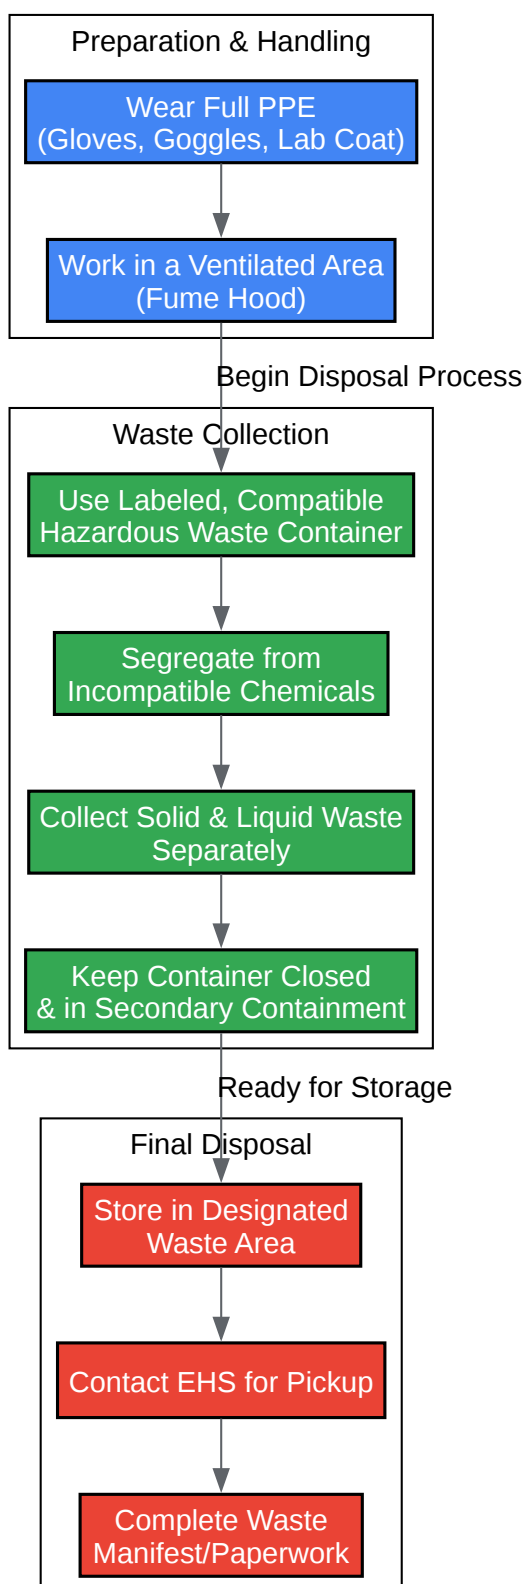 Preparation & Handling
Wear Full PPE
(Gloves, Goggles, Lab Coat)
Work in a Ventilated Area
(Fume Hood)
Begin Disposal Process
Waste Collection
Use Labeled, Compatible
Hazardous Waste Container
Segregate from
Incompatible Chemicals
Collect Solid & Liquid Waste
Separately
Keep Container Closed
& in Secondary Containment
Ready for Storage
Final Disposal
Store in Designated
Waste Area
Contact EHS for Pickup
Complete Waste
Manifest/Paperwork